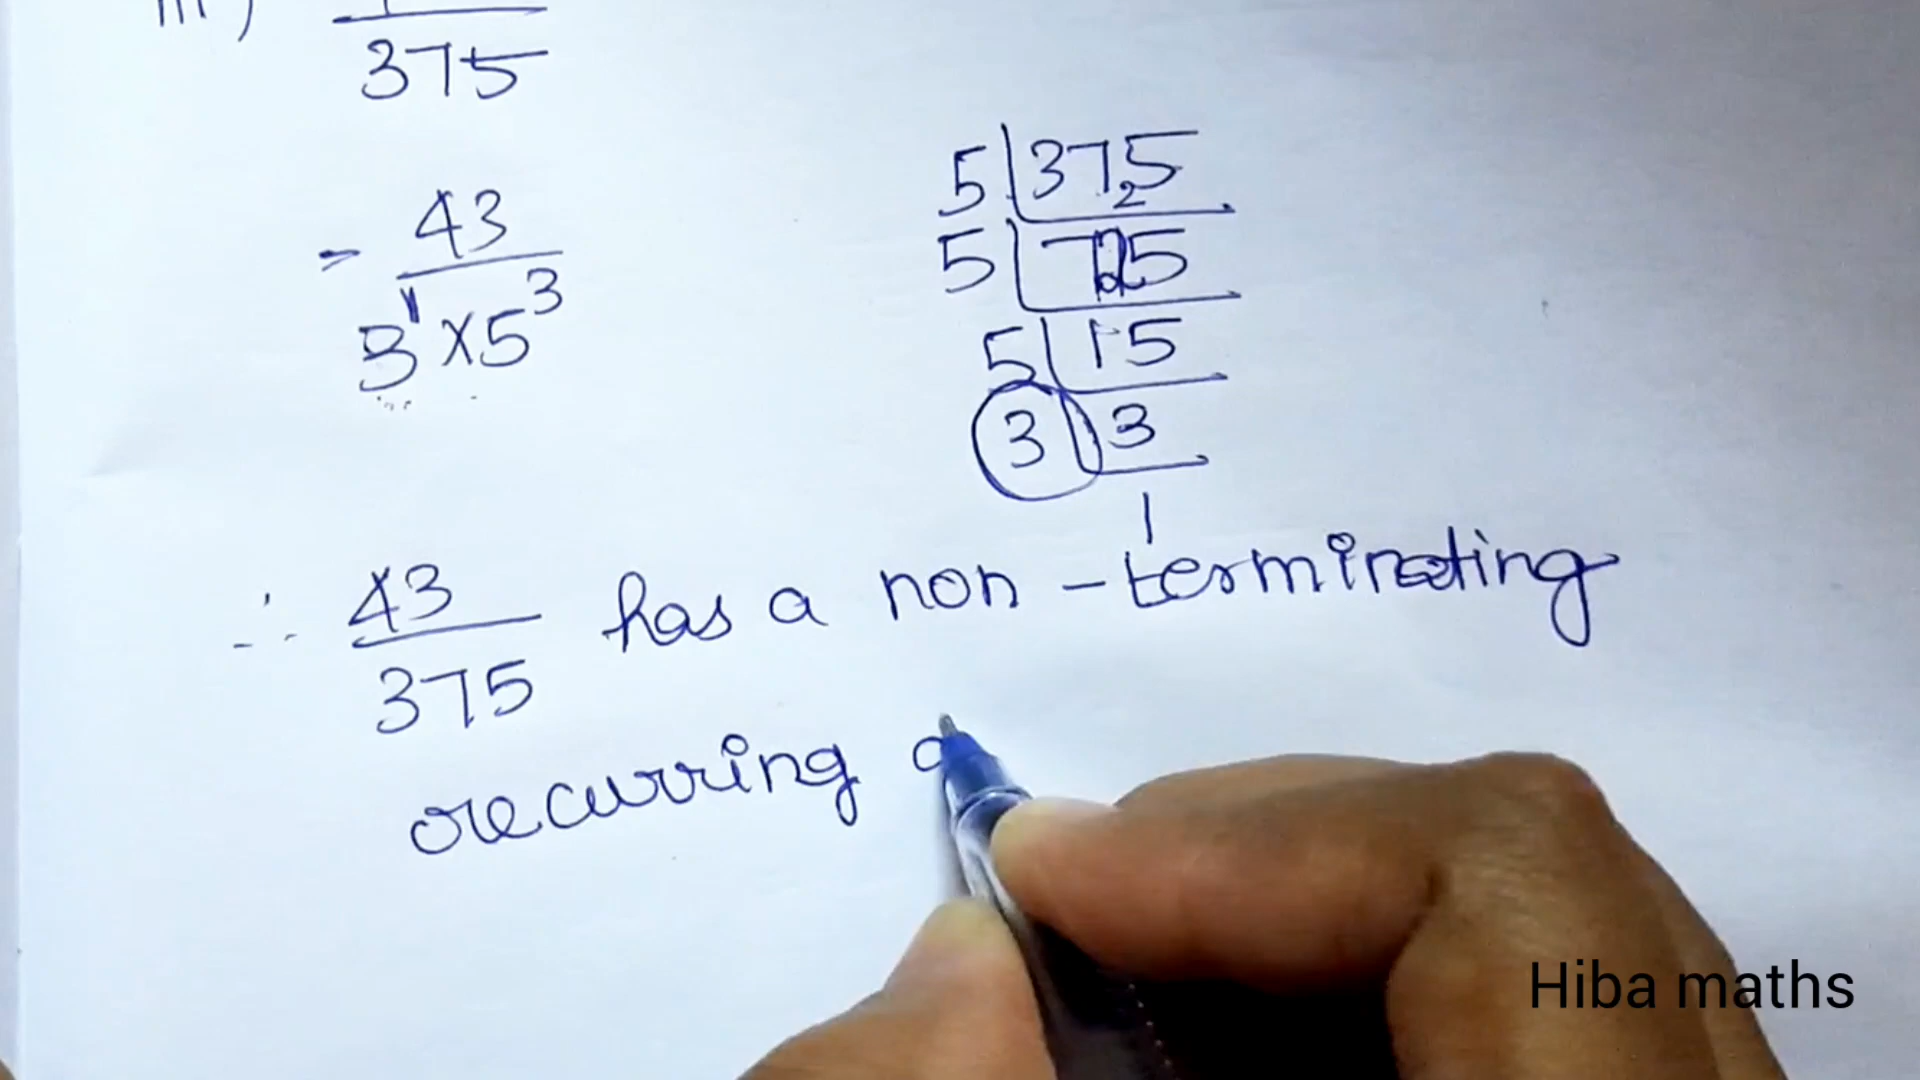 iii)
375
= 43
3¹ × 5³
5 | 375
5 | 75
5 | 15
3 | 3
1
∴ 43 has a non - terminating
375
recurring
Hiba maths